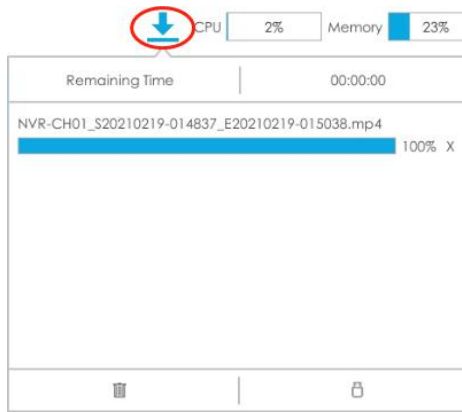 CPU 2% Memory 23%
Remaining Time 00:00:00
NVR-CH01_S20210219-014837_E20210219-015038.mp4
100% X